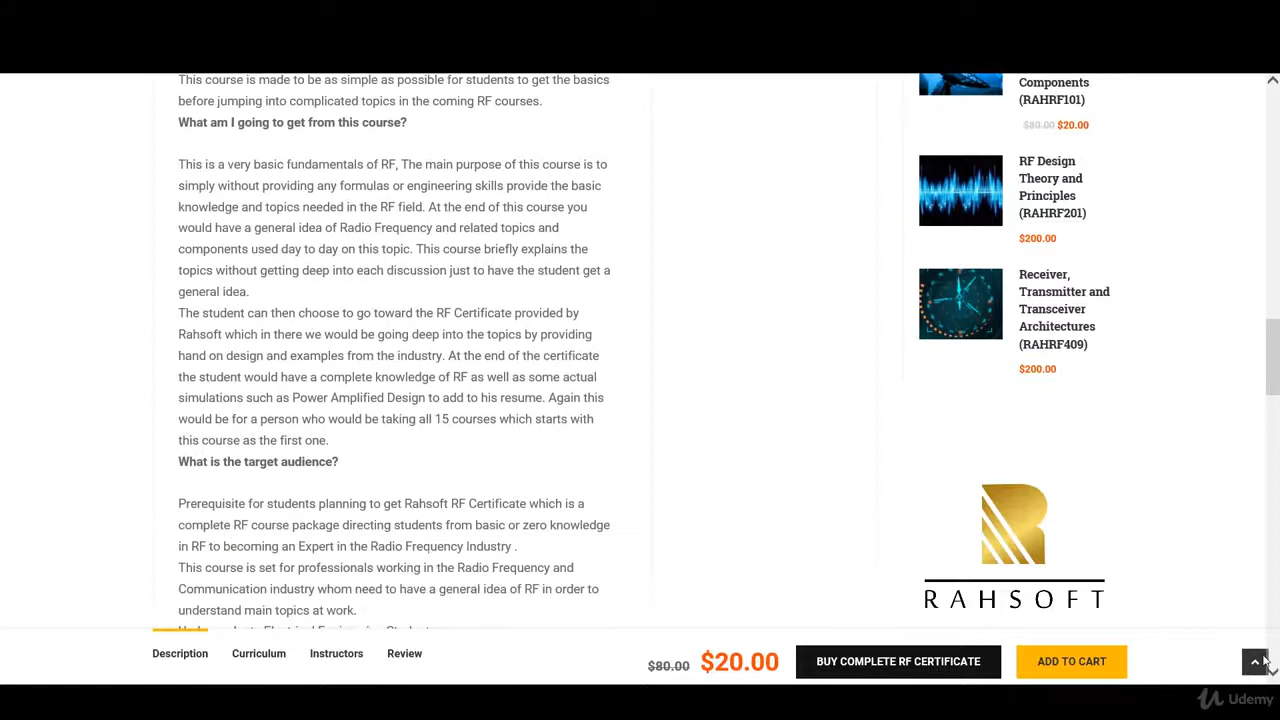 This course is made to be as simple as possible for students to get the basics
before jumping into complicated topics in the coming RF courses.
What am I going to get from this course?
This is a very basic fundamentals of RF, The main purpose of this course is to
simply without providing any formulas or engineering skills provide the basic
knowledge and topics needed in the RF field. At the end of this course you
would have a general idea of Radio Frequency and related topics and
components used day to day on this topic. This course briefly explains the
topics without getting deep into each discussion just to have the student get a
general idea.
The student can then choose to go toward the RF Certificate provided by
Rahsoft which in there we would be going deep into the topics by providing
hand on design and examples from the industry. At the end of the certificate
the student would have a complete knowledge of RF as well as some actual
simulations such as Power Amplified Design to add to his resume. Again this
would be for a person who would be taking all 15 courses which starts with
this course as the first one.
What is the target audience?
Prerequisite for students planning to get Rahsoft RF Certificate which is a
complete RF course package directing students from basic or zero knowledge
in RF to becoming an Expert in the Radio Frequency Industry .
This course is set for professionals working in the Radio Frequency and
Communication industry whom need to have a general idea of RF in order to
understand main topics at work.
Components
(RAHRF101)
$80.00 $20.00
RF Design
Theory and
Principles
(RAHRF201)
$200.00
Receiver,
Transmitter and
Transceiver
Architectures
(RAHRF409)
$200.00
RAHSOFT
Description Curriculum Instructors Review
$80.00 $20.00 BUY COMPLETE RF CERTIFICATE ADD TO CART
Udemy